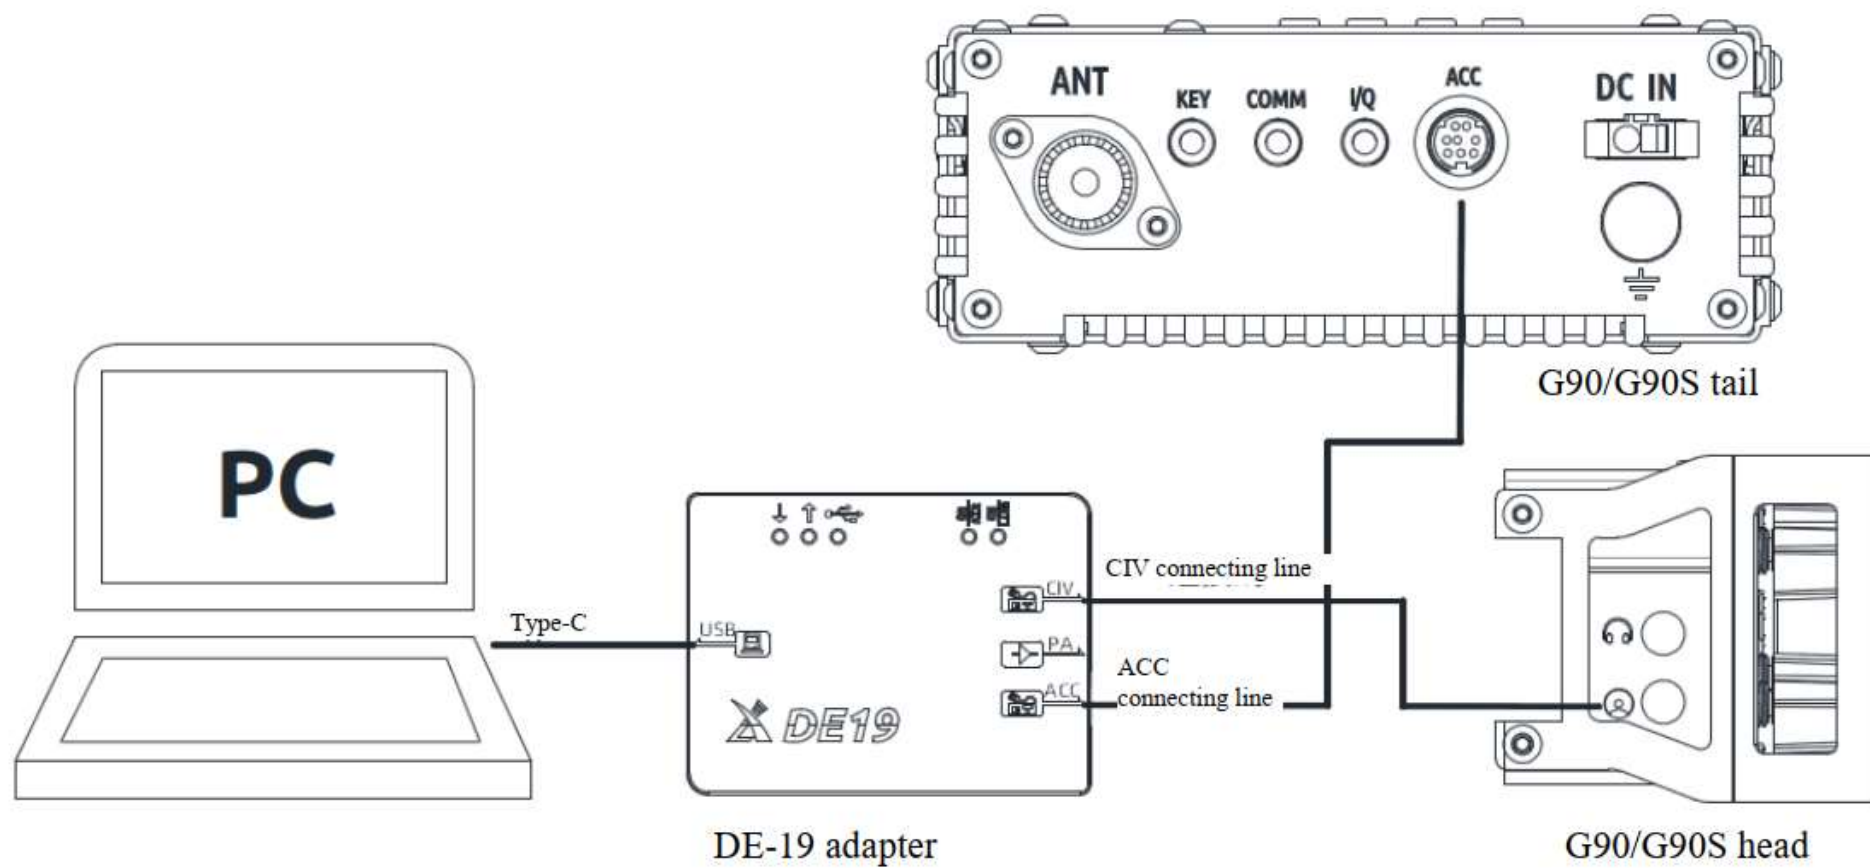 ANT
KEY
COMM
I/Q
ACC
DC IN
G90/G90S tail
PC
Type-C
USB
CIV
PA
ACC
DE19
CIV connecting line
ACC
connecting line
DE-19 adapter
G90/G90S head